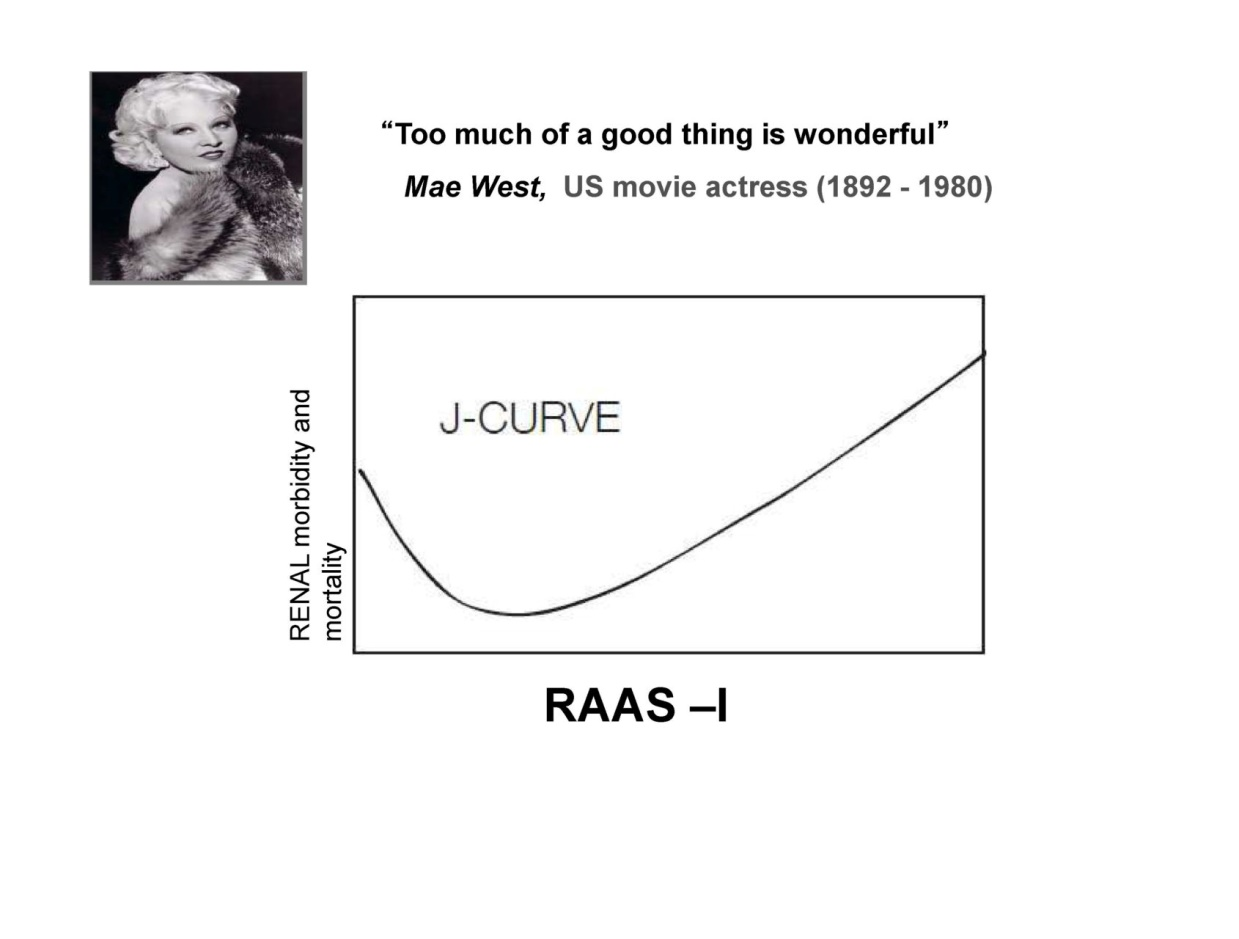 “Too much of a good thing is wonderful”
Mae West, US movie actress (1892 - 1980)
J-CURVE
RENAL morbidity and
mortality
RAAS –I